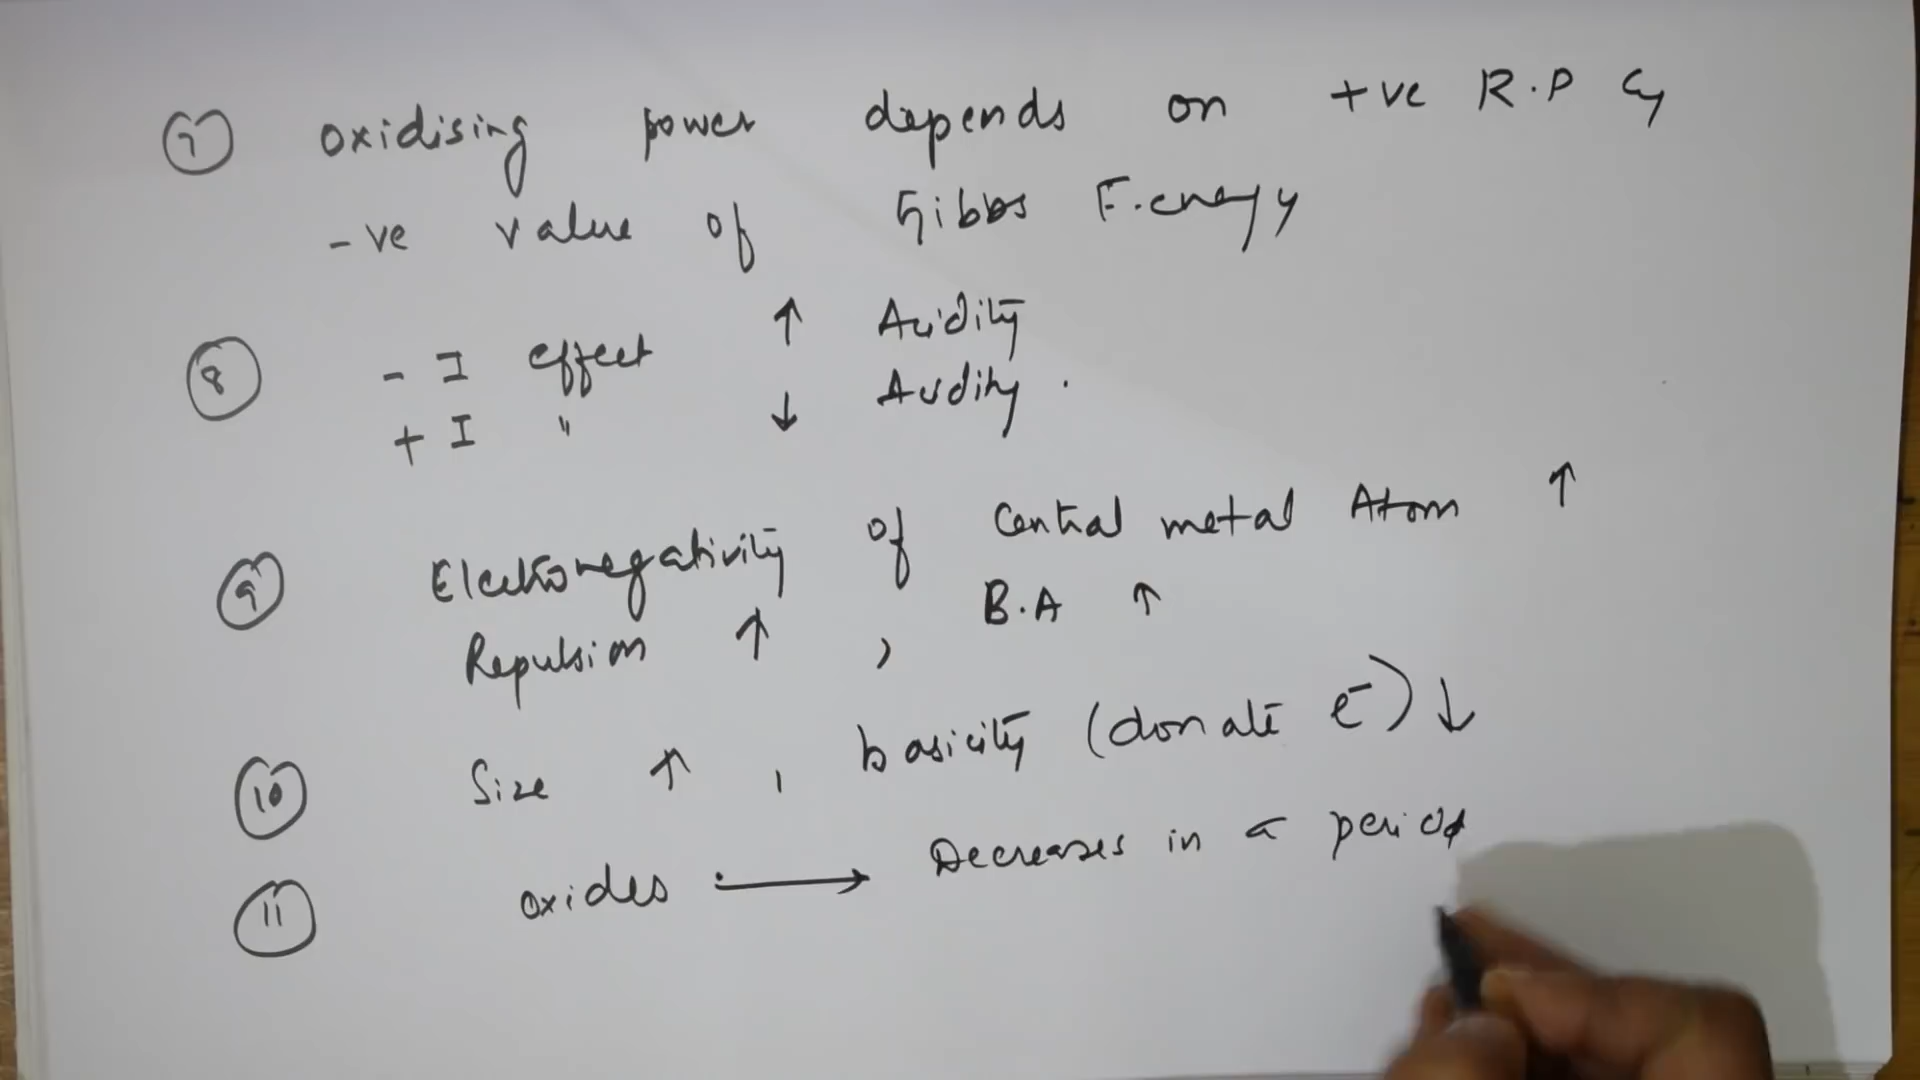 7 oxidising power depends on +ve R.P &
-ve value of Gibbs F.energy
8 - I effect ↑ Acidity
+ I " ↓ Acidity .
9 Electronegativity of Central metal Atom ↑
Repulsion ↑ , B.A ↑
10 Size ↑ , basicity (donate e⁻) ↓
11 oxides → Decreases in a period